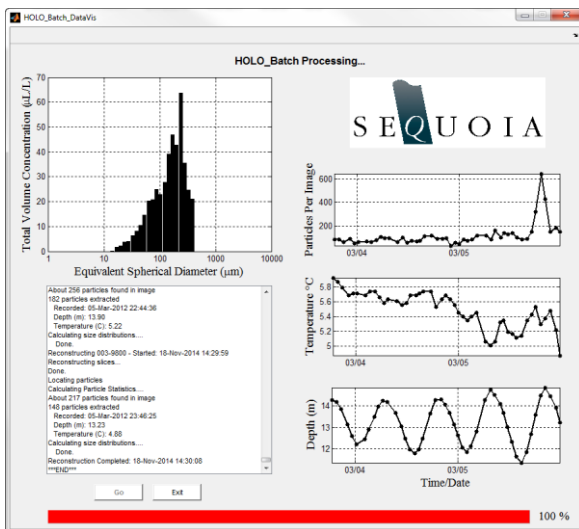 HOLO_Batch_DataVis
HOLO_Batch Processing...
70
60
50
40
30
20
10
0
1 10 100 1000 10000
Total Volume Concentration (µL/L)
Equivalent Spherical Diameter (µm)
SEQUOIA
600
400
200
Particles Per Image
03/04 03/05
5.8
5.6
5.4
5.2
5
Temperature °C
03/04 03/05
14
13
12
Depth (m)
03/04 03/05
Time/Date
About 256 particles found in image
182 particles extracted
Recorded: 05-Mar-2012 22:44:36
Depth (m): 13.90
Temperature (C): 5.22
Calculating size distributions....
Done.
Reconstructing 003-9800 - Started: 18-Nov-2014 14:29:59
Reconstructing slices...
Done.
Locating particles
Calculating Particle Statistics....
About 217 particles found in image
148 particles extracted
Recorded: 05-Mar-2012 23:46:25
Depth (m): 13.23
Temperature (C): 4.88
Calculating size distributions....
Done.
Reconstruction Completed: 18-Nov-2014 14:30:08
***END***
Go Exit
100 %